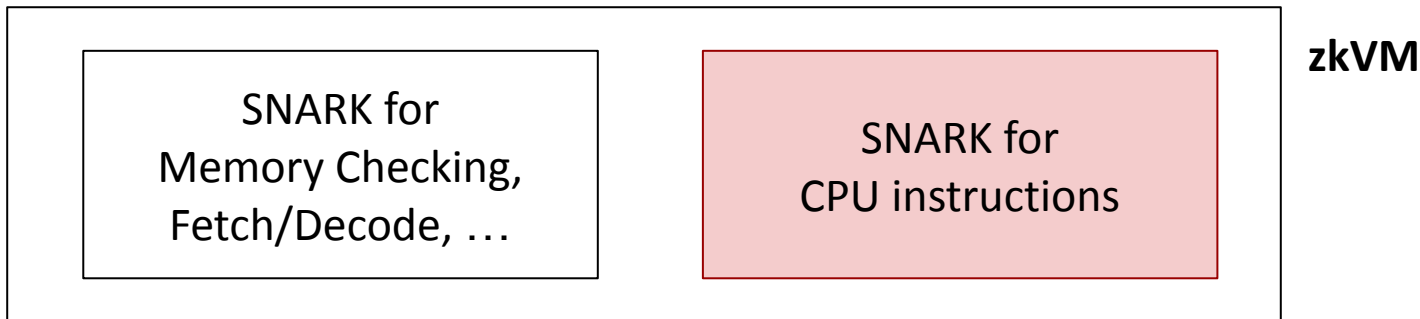 zkVM
SNARK for
Memory Checking,
Fetch/Decode, …
SNARK for
CPU instructions